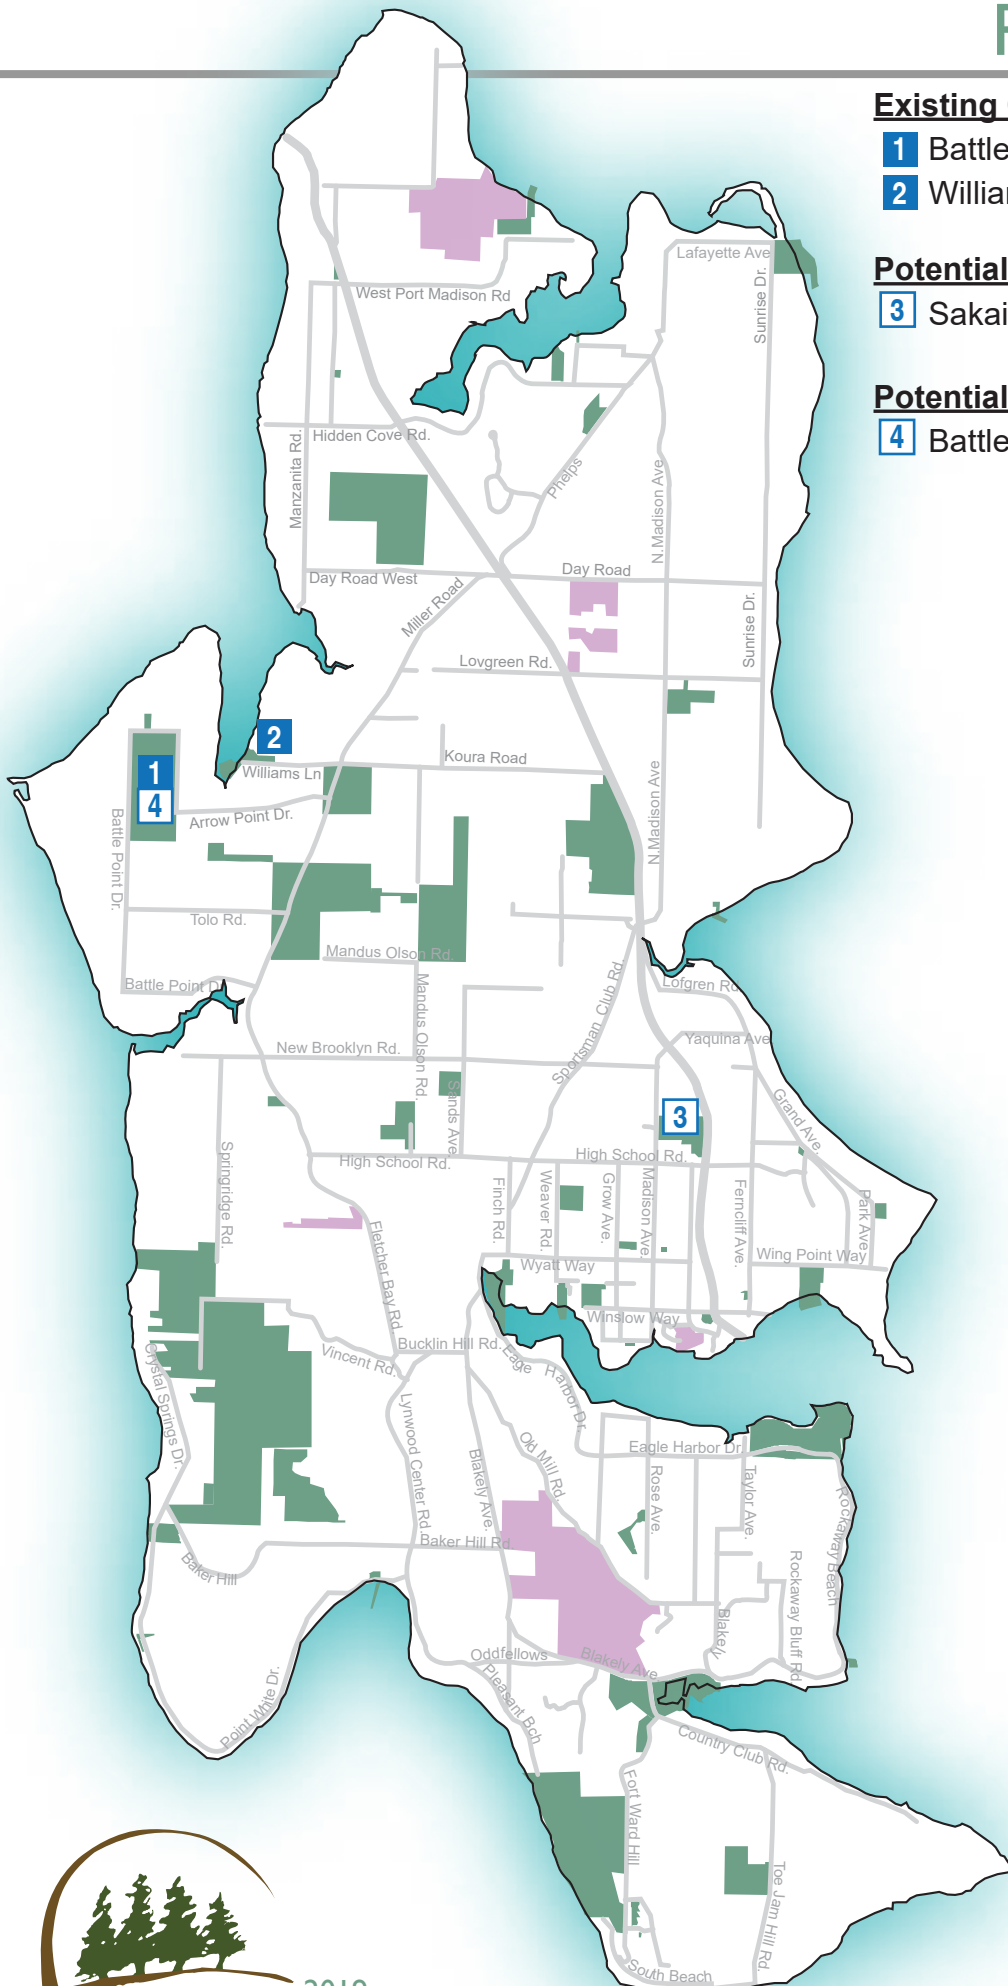 Existing
1 Battle
2
Potential
3 Sakai
Potential
4 Battle
Lafayette Ave
Sunrise Dr.
West Port Madison Rd
Hidden Cove Rd.
Manzanita Rd.
Phelps
N.Madison Ave
Day Road West
Day Road
Miller Road
Sunrise Dr.
Lovgreen Rd.
2
Koura Road
Williams Ln
1
4
Arrow Point Dr.
Battle Point Dr.
N.Madison Ave
Tolo Rd.
Mandus Olson Rd.
Battle Point D
Mandus Olson Rd.
Sportsman Club Rd.
Lofgren Rd
Yaquina Ave
New Brooklyn Rd.
Sands Ave
3
Grand Ave.
High School Rd.
High School Rd.
Springridge Rd.
Finch Rd.
Weaver Rd.
Grow Ave.
Madison Ave.
Ferncliff Ave.
Park Ave.
Fletcher Bay Rd.
Wyatt Way
Wing Point Way
Winslow Way
Bucklin Hill Rd.
Eagle Harbor Dr.
Vincent Rd.
Crystal Springs Dr.
Lynwood Center Rd.
Blakely Ave.
Old Mill Rd
Eagle Harbor Dr.
Rose Ave.
Taylor Ave.
Rockaway Beach
Baker Hill Rd.
Baker Hill
Rockaway Bluff Rd
Blakely
Oddfellows
Blakely Ave
Pleasant Bch
Point White Dr.
Country Club Rd.
Fort Ward Hill
Toe Jam Hill Rd.
South Beach
2019